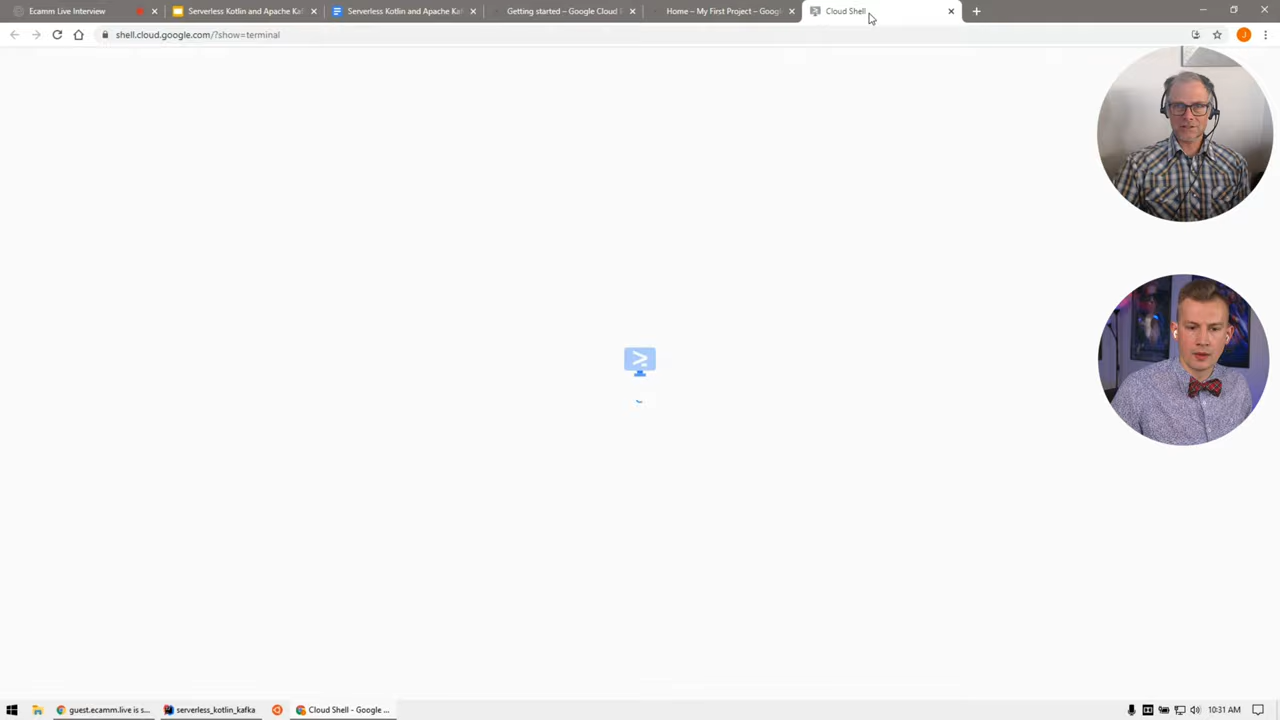 Ecamm Live Interview
Serverless Kotlin and Apache Ka
Serverless Kotlin and Apache Ka
Getting started – Google Cloud
Home – My First Project – Goog
Cloud Shell
shell.cloud.google.com/?show=terminal
J
guest.ecamm.live is s...
serverless_kotlin_kafka
Cloud Shell - Google ...
10:31 AM